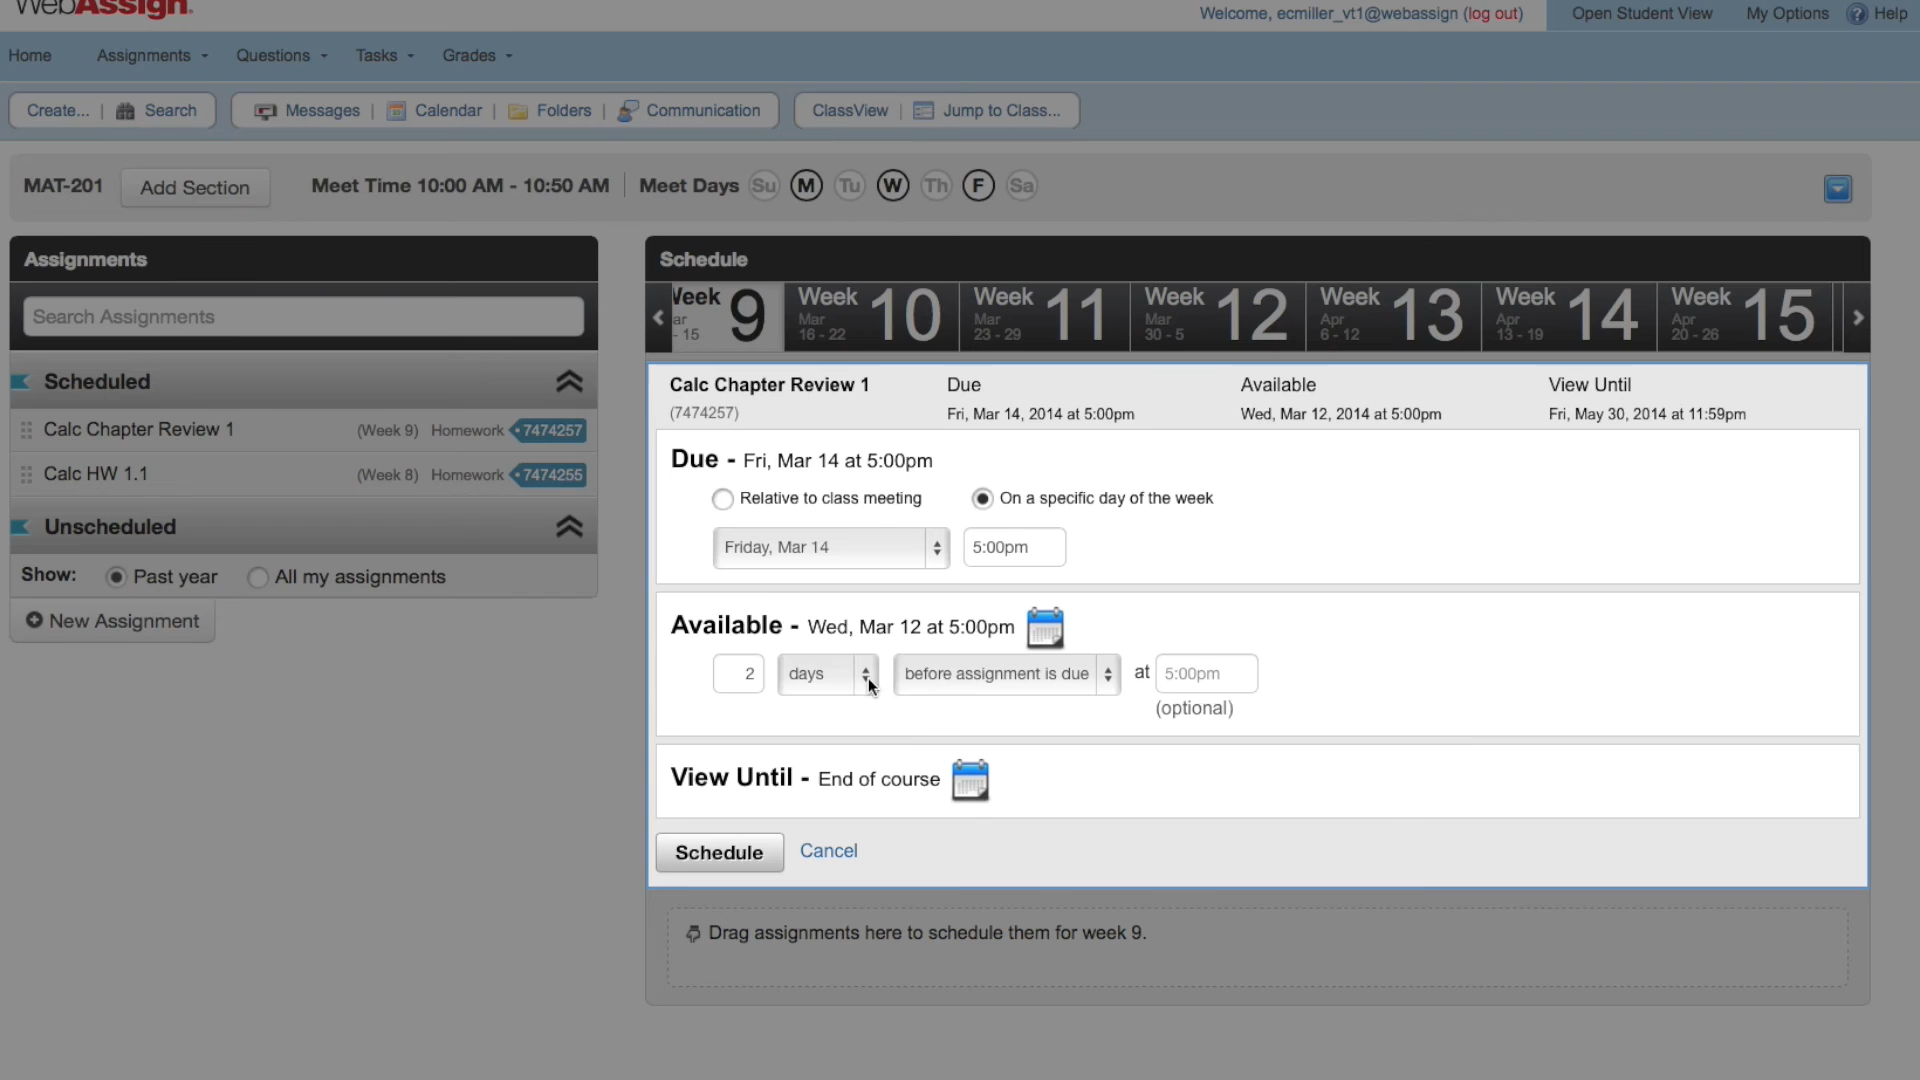 WebAssign.
Welcome, ecmiller_vt1@webassign (log out)
Open Student View
My Options
Help
Home
Assignments
Questions
Tasks
Grades
Create... | Search
Messages | Calendar | Folders | Communication
ClassView | Jump to Class...
MAT-201
Add Section
Meet Time 10:00 AM - 10:50 AM
Meet Days Su M Tu W Th F Sa
Assignments
Search Assignments
Scheduled
Calc Chapter Review 1 (Week 9) Homework 7474257
Calc HW 1.1 (Week 8) Homework 7474255
Unscheduled
Show: Past year All my assignments
New Assignment
Schedule
Week 9
ar
- 15
Week 10
Mar
16 - 22
Week 11
Mar
23 - 29
Week 12
Mar
30 - 5
Week 13
Apr
6 - 12
Week 14
Apr
13 - 19
Week 15
Apr
20 - 26
Calc Chapter Review 1 Due Available View Until
(7474257) Fri, Mar 14, 2014 at 5:00pm Wed, Mar 12, 2014 at 5:00pm Fri, May 30, 2014 at 11:59pm
Due - Fri, Mar 14 at 5:00pm
Relative to class meeting On a specific day of the week
Friday, Mar 14 5:00pm
Available - Wed, Mar 12 at 5:00pm
2 days before assignment is due at 5:00pm
(optional)
View Until - End of course
Schedule Cancel
Drag assignments here to schedule them for week 9.